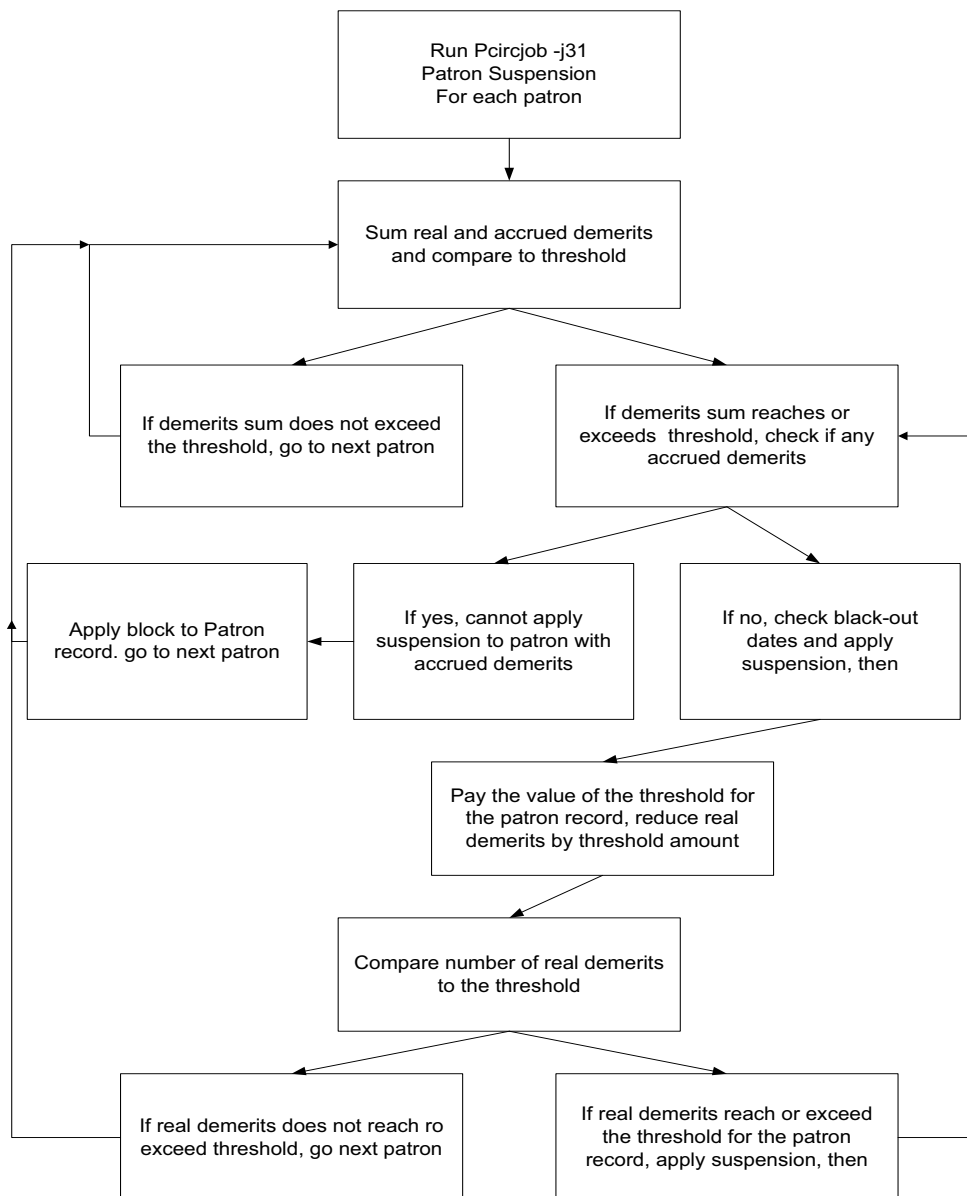 Run Pcircjob -j31
Patron Suspension
For each patron
Sum real and accrued demerits
and compare to threshold
If demerits sum does not exceed
the threshold, go to next patron
If demerits sum reaches or
exceeds  threshold, check if any
accrued demerits
Apply block to Patron
record. go to next patron
If yes, cannot apply
suspension to patron with
accrued demerits
If no, check black-out
dates and apply
suspension, then
Pay the value of the threshold for
the patron record, reduce real
demerits by threshold amount
Compare number of real demerits
to the threshold
If real demerits does not reach ro
exceed threshold, go next patron
If real demerits reach or exceed
the threshold for the patron
record, apply suspension, then